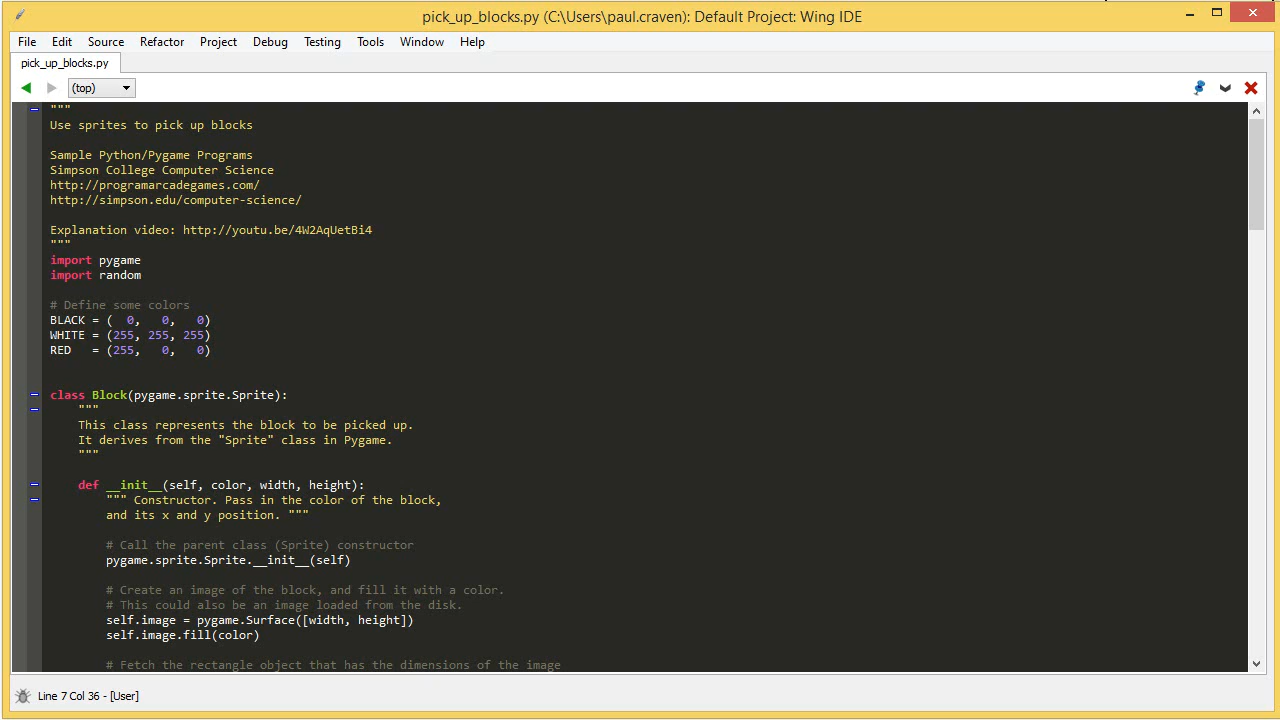 pick_up_blocks.py (C:\Users\paul.craven): Default Project: Wing IDE
File Edit Source Refactor Project Debug Testing Tools Window Help
pick_up_blocks.py
(top)
"""
Use sprites to pick up blocks
Sample Python/Pygame Programs
Simpson College Computer Science
http://programarcadegames.com/
http://simpson.edu/computer-science/
Explanation video: http://youtu.be/4W2AqUetBi4
"""
import pygame
import random
# Define some colors
BLACK = (  0,   0,   0)
WHITE = (255, 255, 255)
RED   = (255,   0,   0)
class Block(pygame.sprite.Sprite):
    """
    This class represents the block to be picked up.
    It derives from the "Sprite" class in Pygame.
    """
    def __init__(self, color, width, height):
        """ Constructor. Pass in the color of the block,
        and its x and y position. """
        # Call the parent class (Sprite) constructor
        pygame.sprite.Sprite.__init__(self)
        # Create an image of the block, and fill it with a color.
        # This could also be an image loaded from the disk.
        self.image = pygame.Surface([width, height])
        self.image.fill(color)
        # Fetch the rectangle object that has the dimensions of the image
Line 7 Col 36 - [User]